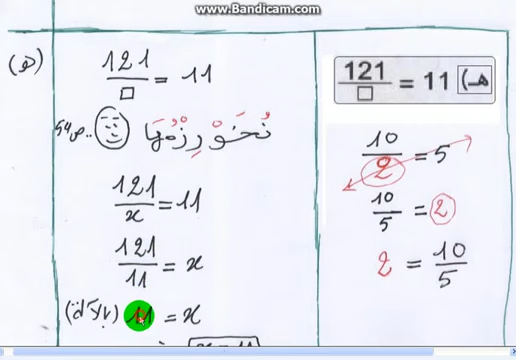 www.Bandicam.com
(هـ)
121/□ = 11
ص54..
121/x = 11
121/11 = x
11 = x
هـ) 121/□ = 11
10/2 = 5
10/5 = 2
2 = 10/5